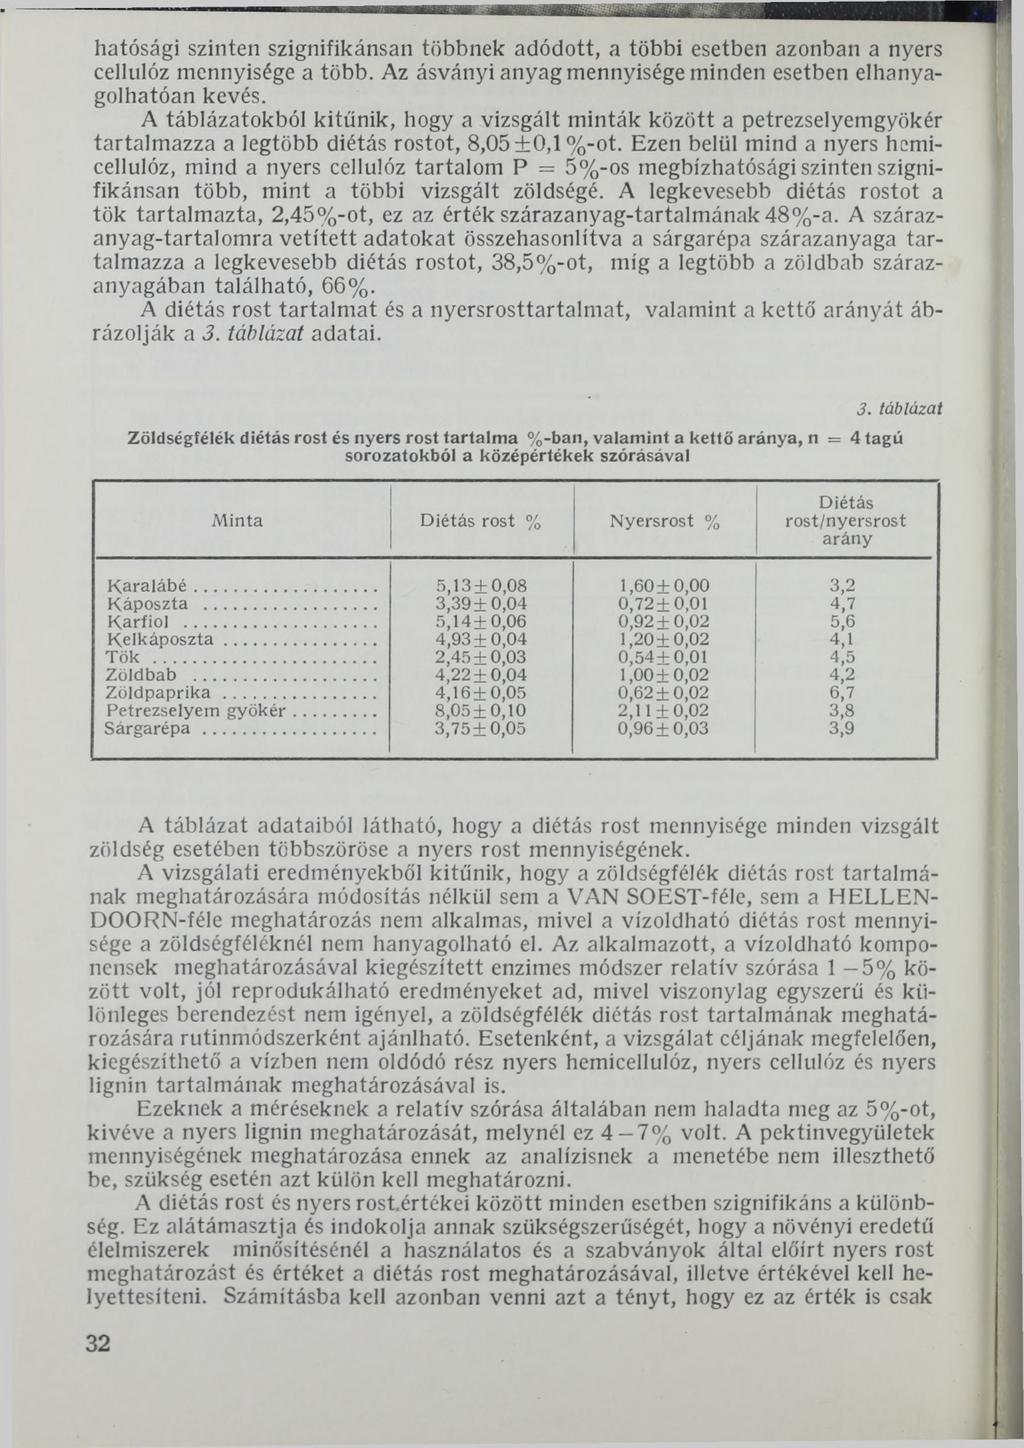 hatósági szinten szignifikánsan többnek adódott, a többi esetben azonban a nyers
cellulóz mennyisége a több. Az ásványi anyag mennyisége minden esetben elhanya-
golhatóan kevés.
A táblázatokból kitűnik, hogy a vizsgált minták között a petrezselyemgyökér
tartalmazza a legtöbb diétás rostot, 8,05±0,1%-ot. Ezen belül mind a nyers hemi-
cellulóz, mind a nyers cellulóz tartalom P = 5%-os megbízhatósági szinten szigni-
fikánsan több, mint a többi vizsgált zöldségé. A legkevesebb diétás rostot a
tök tartalmazta, 2,45%-ot, ez az érték szárazanyag-tartalmának 48%-a. A száraz-
anyag-tartalomra vetített adatokat összehasonlítva a sárgarépa szárazanyaga tar-
talmazza a legkevesebb diétás rostot, 38,5%-ot, míg a legtöbb a zöldbab száraz-
anyagában található, 66%.
A diétás rost tartalmat és a nyersrosttartalmat, valamint a kettő arányát áb-
rázolják a 3. táblázat adatai.
3. táblázat
Zöldségfélék diétás rost és nyers rost tartalma %-ban, valamint a kettő aránya, n = 4 tagú
sorozatokból a középértékek szórásával
Minta Diétás rost % Nyersrost % Diétás rost/nyersrost arány
Karalábé . . . . . . . . . . . . . . . . . . . 5,13±0,08 1,60±0,00 3,2
Káposzta . . . . . . . . . . . . . . . . . . 3,39±0,04 0,72±0,01 4,7
Karfiol . . . . . . . . . . . . . . . . . . . . 5,14±0,06 0,92±0,02 5,6
Kelkáposzta . . . . . . . . . . . . . . . . 4,93±0,04 1,20±0,02 4,1
Tök . . . . . . . . . . . . . . . . . . . . . . . 2,45±0,03 0,54±0,01 4,5
Zöldbab . . . . . . . . . . . . . . . . . . . 4,22±0,04 1,00±0,02 4,2
Zöldpaprika . . . . . . . . . . . . . . . . 4,16±0,05 0,62±0,02 6,7
Petrezselyem gyökér . . . . . . . . . 8,05±0,10 2,11±0,02 3,8
Sárgarépa . . . . . . . . . . . . . . . . . . 3,75±0,05 0,96±0,03 3,9
A táblázat adataiból látható, hogy a diétás rost mennyisége minden vizsgált
zöldség esetében többszöröse a nyers rost mennyiségének.
A vizsgálati eredményekből kitűnik, hogy a zöldségfélék diétás rost tartalmá-
nak meghatározására módosítás nélkül sem a VAN SOEST-féle, sem a HELLEN-
DOORN-féle meghatározás nem alkalmas, mivel a vízoldható diétás rost mennyi-
sége a zöldségféléknél nem hanyagolható el. Az alkalmazott, a vízoldható kompo-
nensek meghatározásával kiegészített enzimes módszer relatív szórása 1 – 5% kö-
zött volt, jól reprodukálható eredményeket ad, mivel viszonylag egyszerű és kü-
lönleges berendezést nem igényel, a zöldségfélék diétás rost tartalmának meghatá-
rozására rutinmódszerként ajánlható. Esetenként, a vizsgálat céljának megfelelően,
kiegészíthető a vízben nem oldódó rész nyers hemicellulóz, nyers cellulóz és nyers
lignin tartalmának meghatározásával is.
Ezeknek a méréseknek a relatív szórása általában nem haladta meg az 5%-ot,
kivéve a nyers lignin meghatározását, melynél ez 4 – 7% volt. A pektinvegyületek
mennyiségének meghatározása ennek az analízisnek a menetébe nem illeszthető
be, szükség esetén azt külön kell meghatározni.
A diétás rost és nyers rost értékei között minden esetben szignifikáns a különb-
ség. Ez alátámasztja és indokolja annak szükségszerűségét, hogy a növényi eredetű
élelmiszerek minősítésénél a használatos és a szabványok által előírt nyers rost
meghatározást és értéket a diétás rost meghatározásával, illetve értékével kell he-
lyettesíteni. Számításba kell azonban venni azt a tényt, hogy ez az érték is csak
32